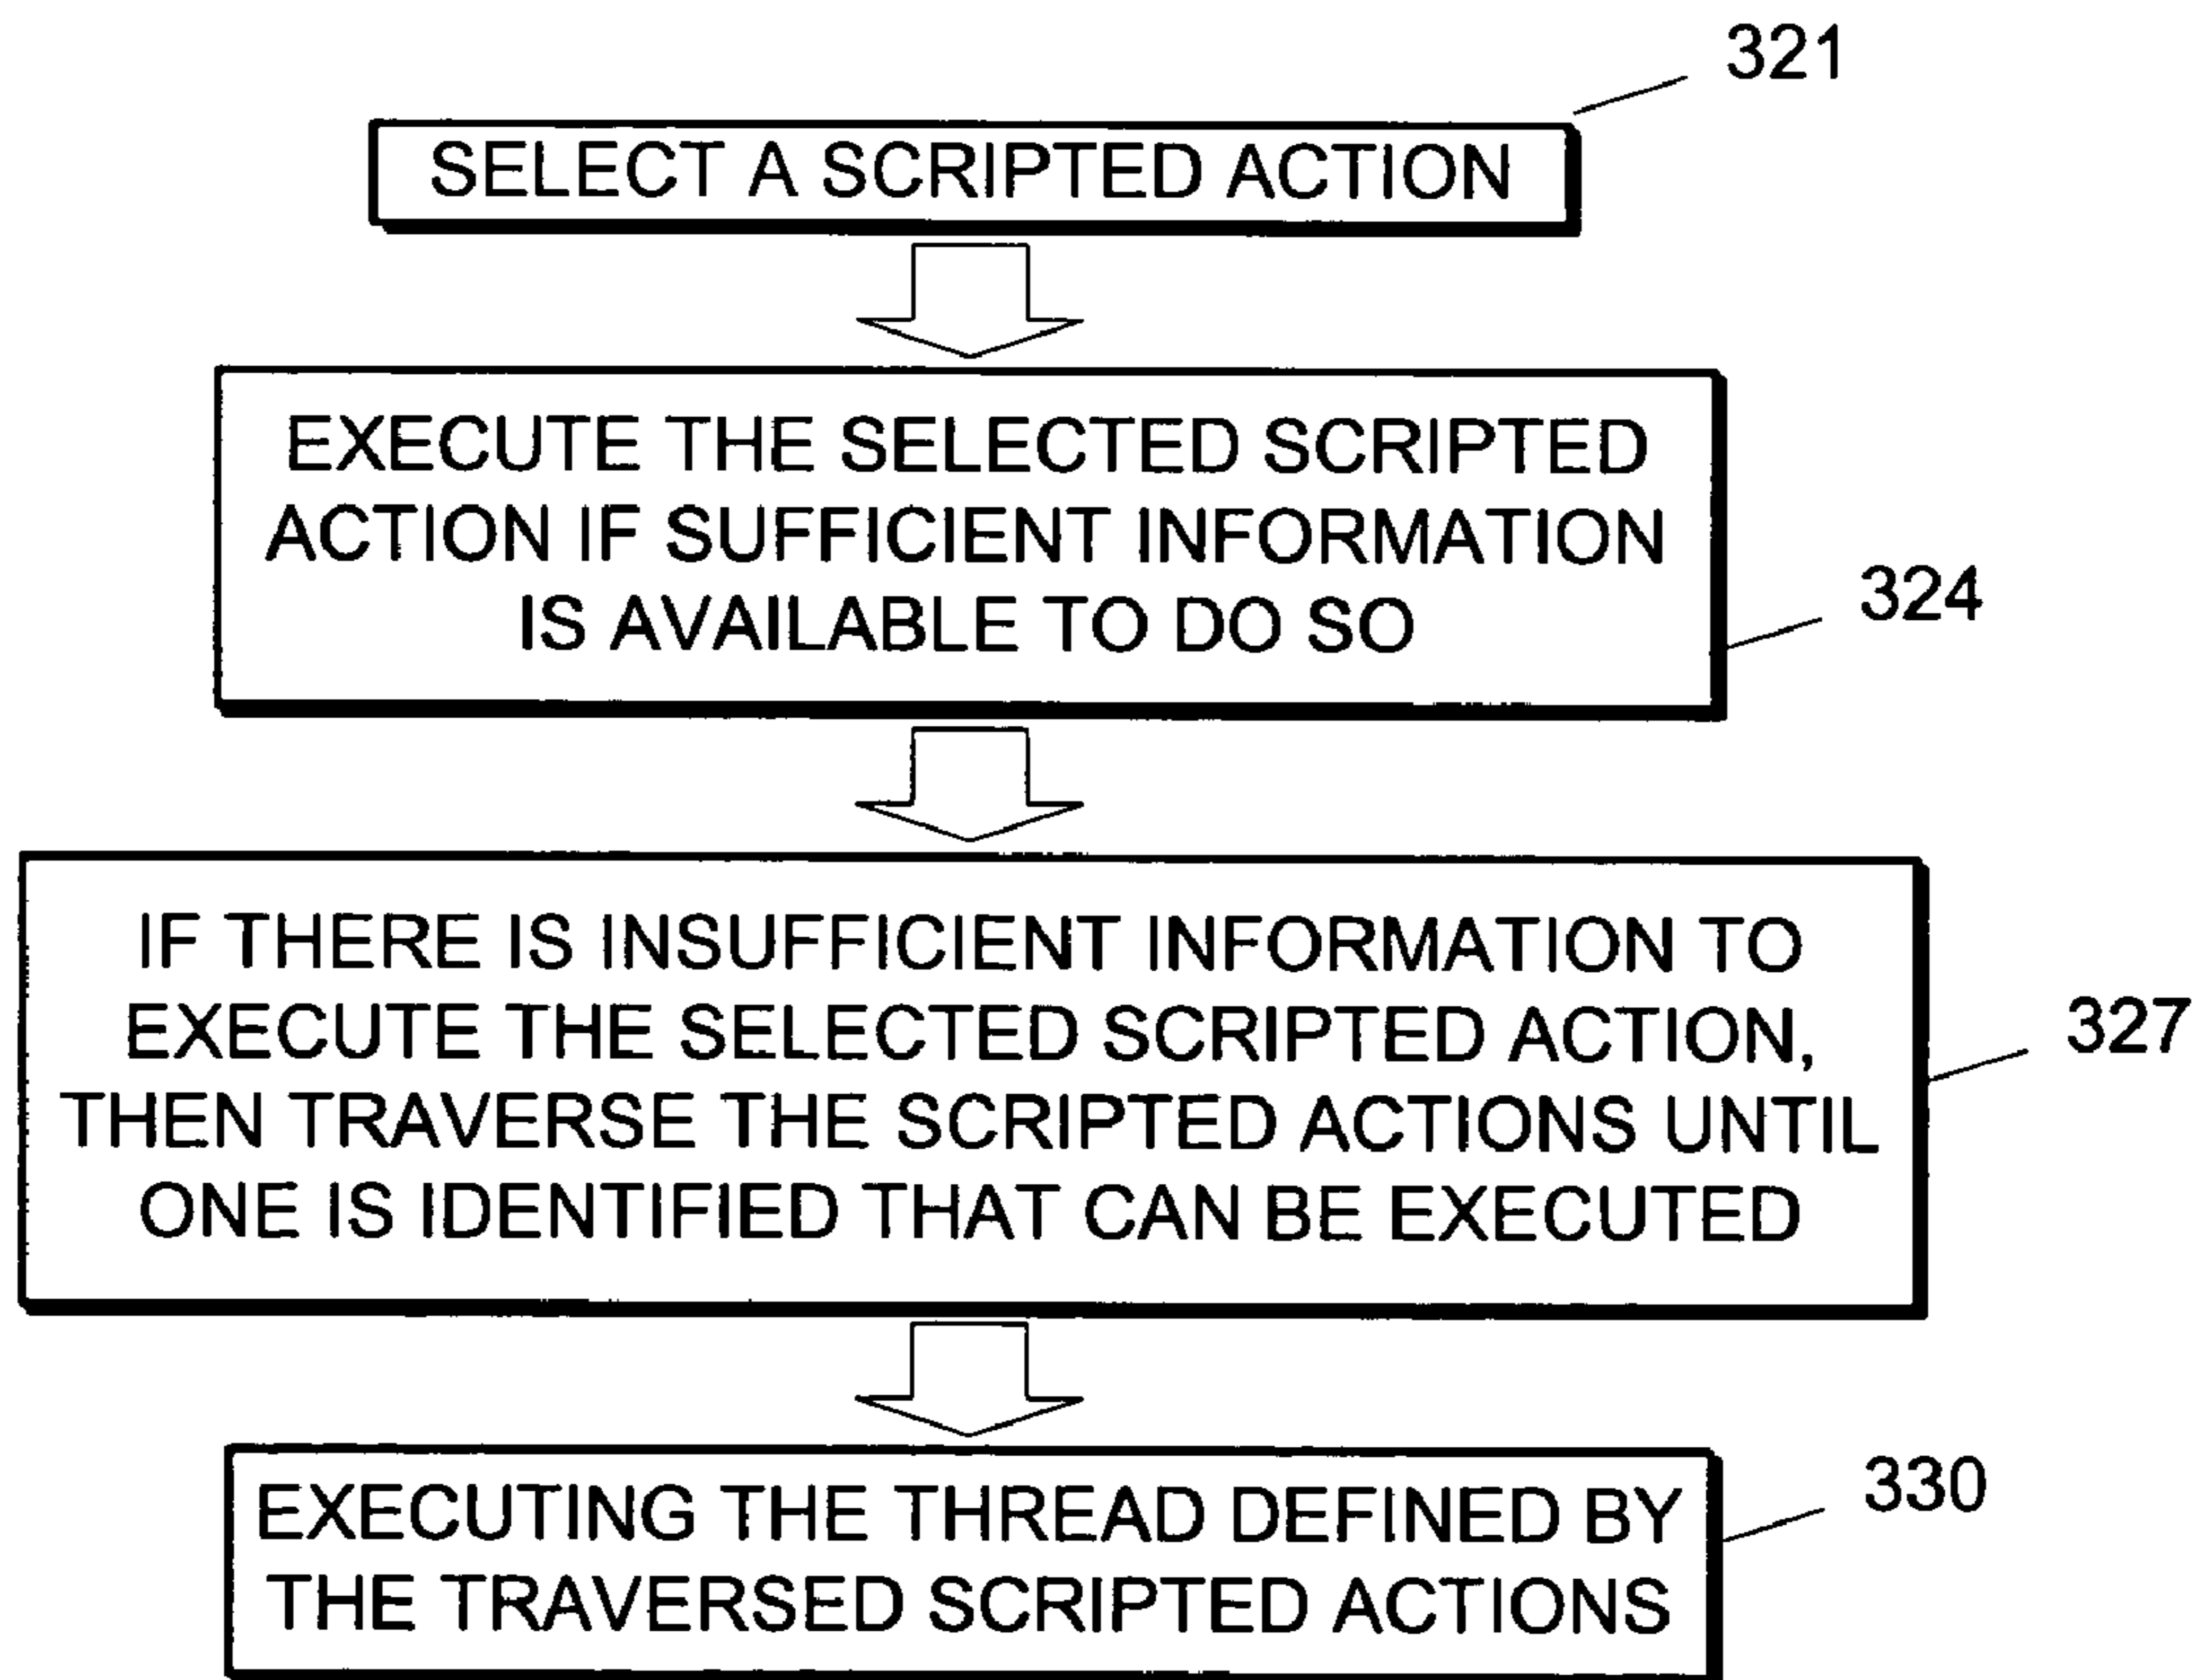 321
SELECT A SCRIPTED ACTION
EXECUTE THE SELECTED SCRIPTED
ACTION IF SUFFICIENT INFORMATION
IS AVAILABLE TO DO SO
324
IF THERE IS INSUFFICIENT INFORMATION TO
EXECUTE THE SELECTED SCRIPTED ACTION,
THEN TRAVERSE THE SCRIPTED ACTIONS UNTIL
ONE IS IDENTIFIED THAT CAN BE EXECUTED
327
EXECUTING THE THREAD DEFINED BY
THE TRAVERSED SCRIPTED ACTIONS
330